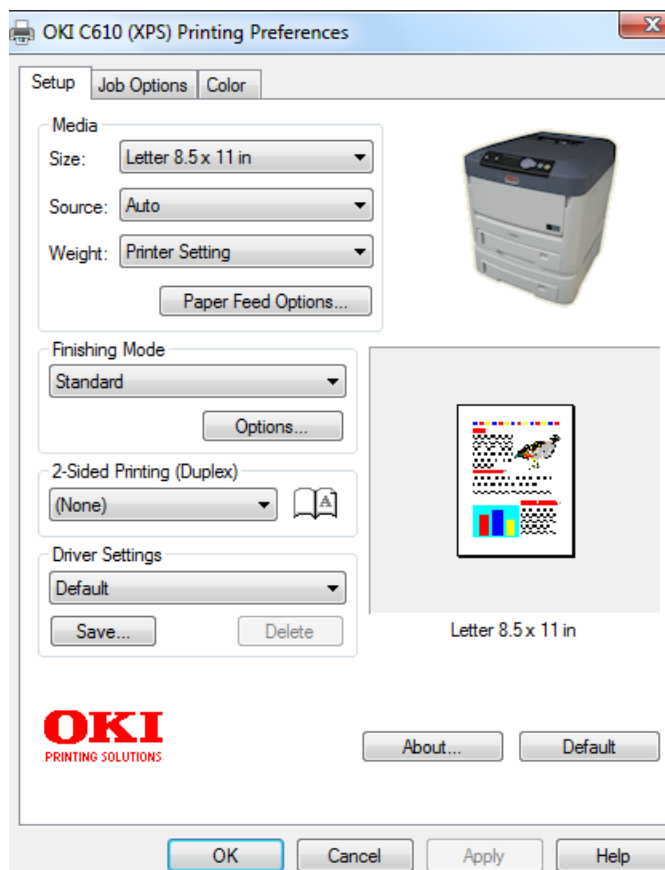 OKI C610 (XPS) Printing Preferences
Setup
Job Options
Color
Media
Size: Letter 8.5 x 11 in
Source: Auto
Weight: Printer Setting
Paper Feed Options...
Finishing Mode
Standard
Options...
2-Sided Printing (Duplex)
(None)
A
Driver Settings
Default
Save...
Delete
Letter 8.5 x 11 in
OKI
PRINTING SOLUTIONS
About...
Default
OK
Cancel
Apply
Help